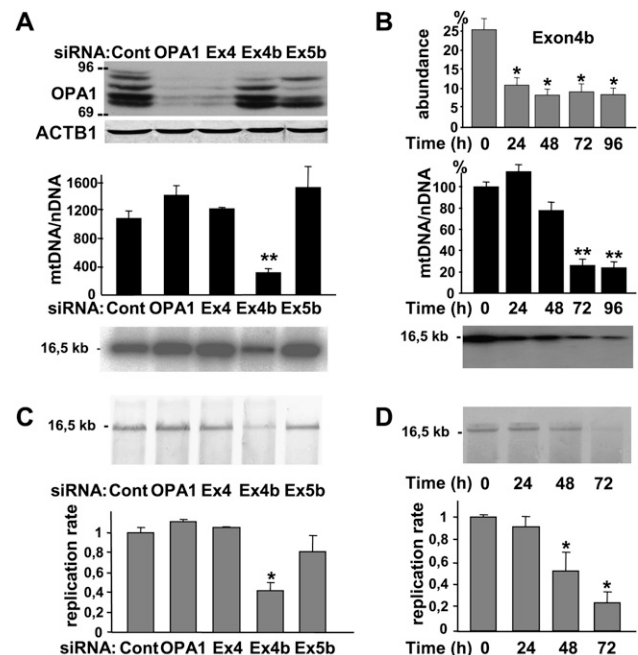 A
siRNA: Cont OPA1 Ex4 Ex4b Ex5b
96
OPA1
69
ACTB1
mtDNA/nDNA
1600
1200
800
400
0
**
siRNA: Cont OPA1 Ex4 Ex4b Ex5b
16,5 kb -
B
%
Exon4b
abundance
25
20
15
10
5
0
* * * *
Time (h) 0 24 48 72 96
%
mtDNA/nDNA
100
80
60
40
20
0
** **
Time (h) 0 24 48 72 96
16,5 kb -
C
16,5 kb -
siRNA: Cont OPA1 Ex4 Ex4b Ex5b
replication rate
1
0,8
0,6
0,4
0,2
0
*
siRNA: Cont OPA1 Ex4 Ex4b Ex5b
D
16,5 kb -
Time (h) 0 24 48 72
replication rate
1
0,8
0,6
0,4
0,2
0
* *
Time (h) 0 24 48 72